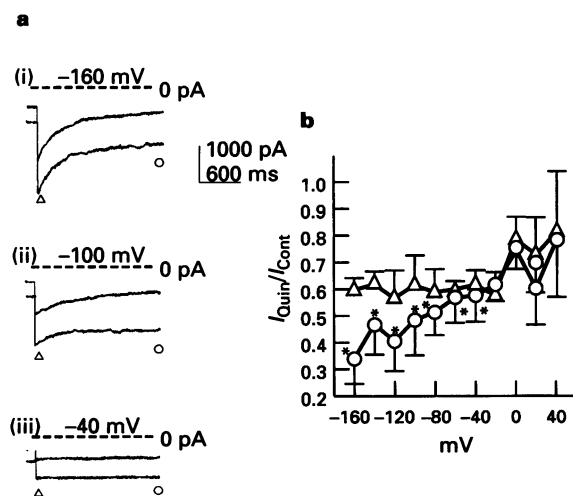 a
(i) −160 mV
0 pA
1000 pA
600 ms
(ii) −100 mV
0 pA
(iii) −40 mV
0 pA
b
I_Quin/I_Cont
1.0
0.9
0.8
0.7
0.6
0.5
0.4
0.3
0.2
−160 −120 −80 −40 0 40
mV